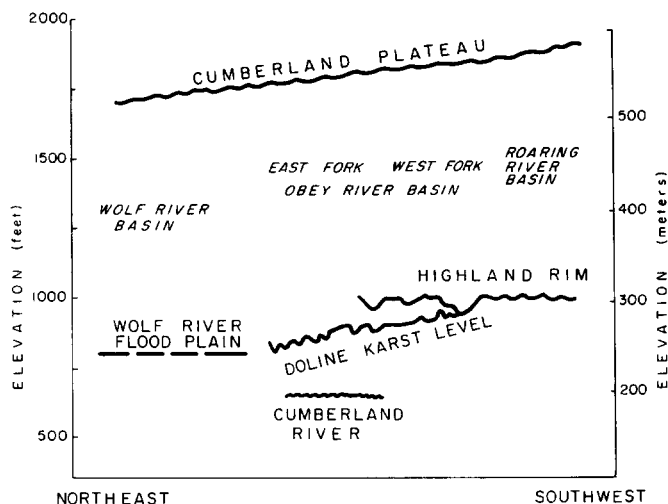 2000
CUMBERLAND PLATEAU
500
1500
EAST FORK WEST FORK
OBEY RIVER BASIN
ROARING
RIVER
BASIN
WOLF RIVER
BASIN
400
ELEVATION (feet)
ELEVATION (meters)
HIGHLAND RIM
1000
300
WOLF RIVER
FLOOD PLAIN
DOLINE KARST LEVEL
200
CUMBERLAND
RIVER
500
NORTHEAST
SOUTHWEST